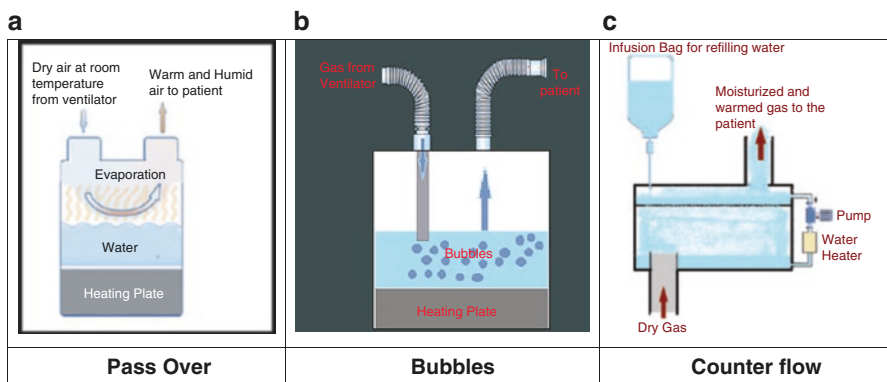 a
Dry air at room
temperature
from ventilator
Warm and Humid
air to patient
Evaporation
Water
Heating Plate
Pass Over
b
Gas from
Ventilator
To
patient
Bubbles
Heating Plate
Bubbles
c
Infusion Bag for refilling water
Moisturized and
warmed gas to the
patient
Pump
Water
Heater
Dry Gas
Counter flow